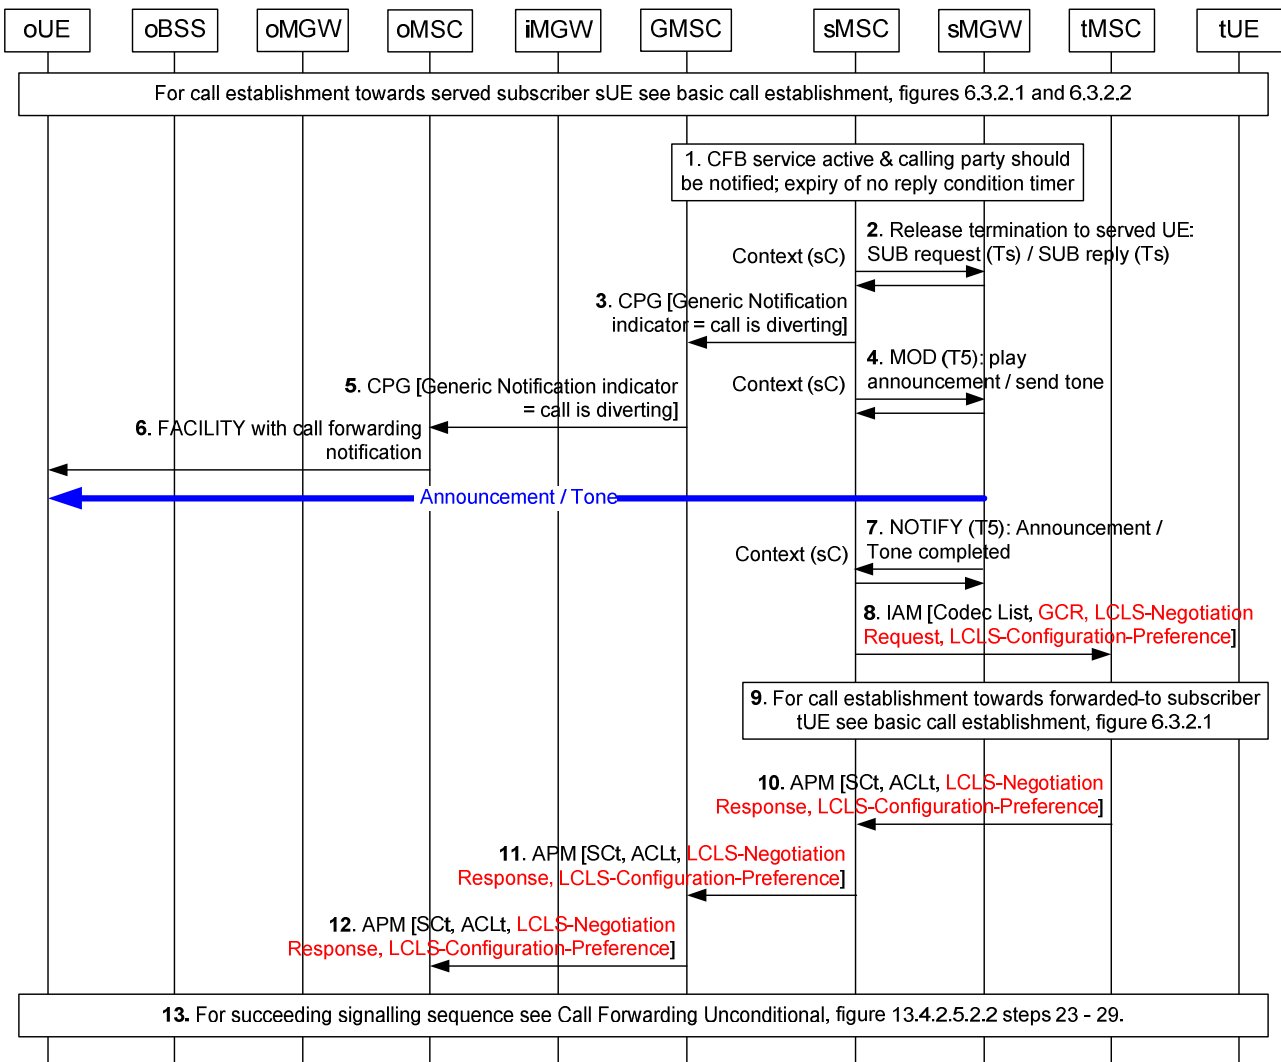 oUE oBSS oMGW oMSC iMGW GMSC sMSC sMGW tMSC tUE
For call establishment towards served subscriber sUE see basic call establishment, figures 6.3.2.1 and 6.3.2.2
1. CFB service active & calling party should
be notified; expiry of no reply condition timer
2. Release termination to served UE:
SUB request (Ts) / SUB reply (Ts)
Context (sC)
3. CPG [Generic Notification
indicator = call is diverting]
4. MOD (T5): play
announcement / send tone
Context (sC)
5. CPG [Generic Notification indicator
= call is diverting]
6. FACILITY with call forwarding
notification
Announcement / Tone
7. NOTIFY (T5): Announcement /
Tone completed
Context (sC)
8. IAM [Codec List, GCR, LCLS-Negotiation
Request, LCLS-Configuration-Preference]
9. For call establishment towards forwarded-to subscriber
tUE see basic call establishment, figure 6.3.2.1
10. APM [SCt, ACLt, LCLS-Negotiation
Response, LCLS-Configuration-Preference]
11. APM [SCt, ACLt, LCLS-Negotiation
Response, LCLS-Configuration-Preference]
12. APM [SCt, ACLt, LCLS-Negotiation
Response, LCLS-Configuration-Preference]
13. For succeeding signalling sequence see Call Forwarding Unconditional, figure 13.4.2.5.2.2 steps 23 - 29.